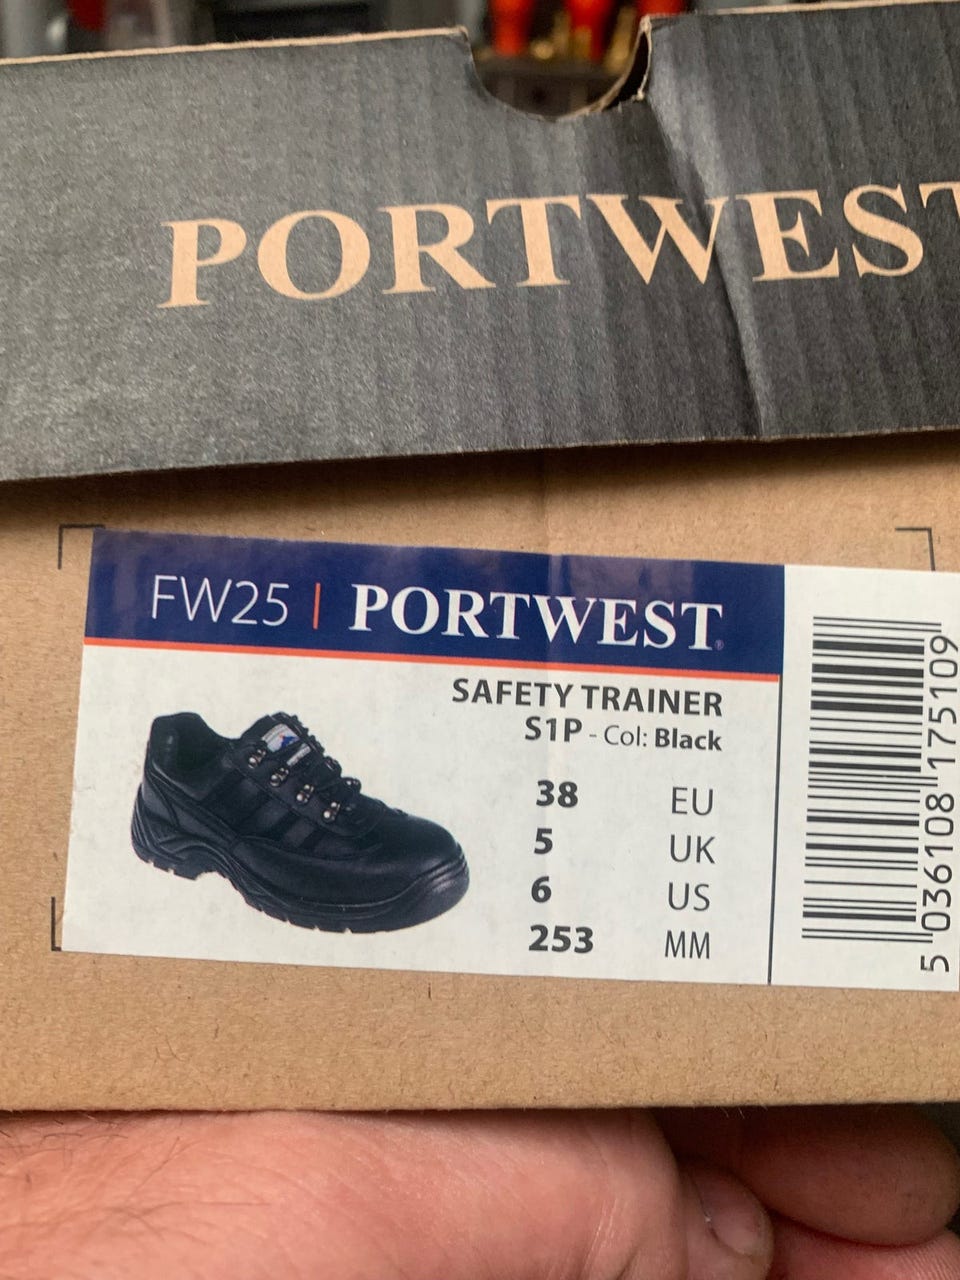 PORTWEST
FW25 | PORTWEST®
SAFETY TRAINER
S1P - Col: Black
38 EU
5 UK
6 US
253 MM
5 036108 175109